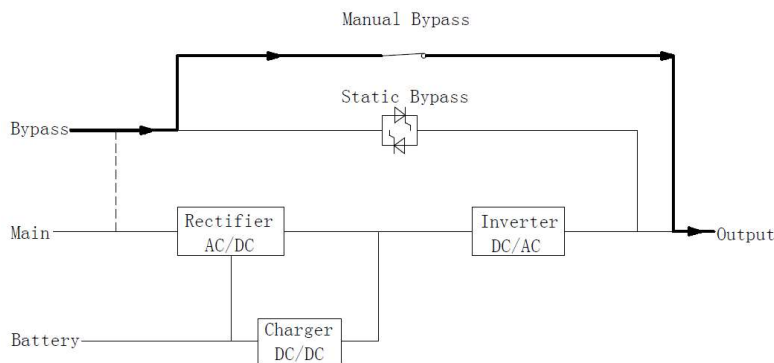 Manual Bypass
Static Bypass
Bypass
Main
Rectifier
AC/DC
Inverter
DC/AC
Output
Battery
Charger
DC/DC